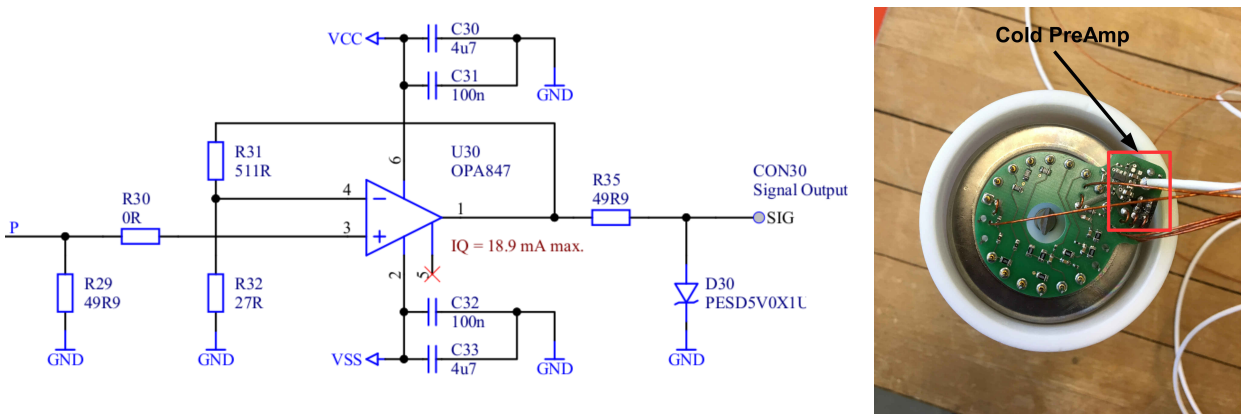 VCC
C30
4u7
C31
100n
GND
R31
511R
6
U30
OPA847
R30
0R
4
P
3
1
R35
49R9
CON30
Signal Output
SIG
IQ = 18.9 mA max.
R29
49R9
R32
27R
2
5
C32
100n
D30
PESD5V0X1U
GND
GND
VSS
C33
4u7
GND
GND
Cold PreAmp